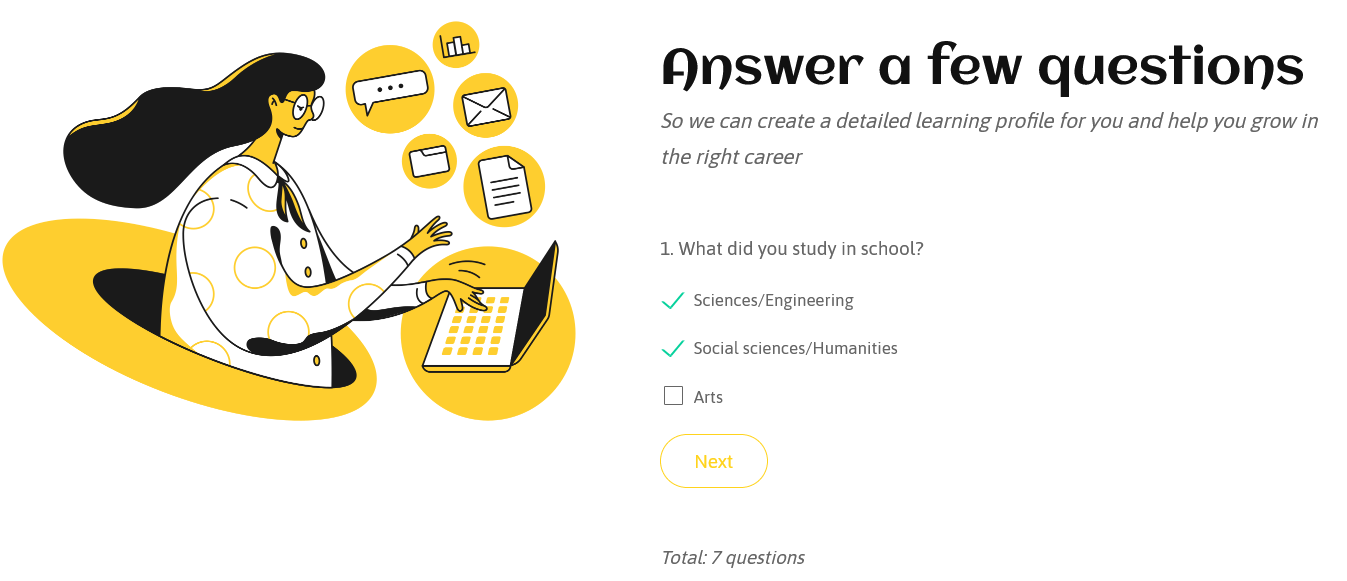 Answer a few questions
So we can create a detailed learning profile for you and help you grow in
the right career
1. What did you study in school?
Sciences/Engineering
Social sciences/Humanities
Arts
Next
Total: 7 questions